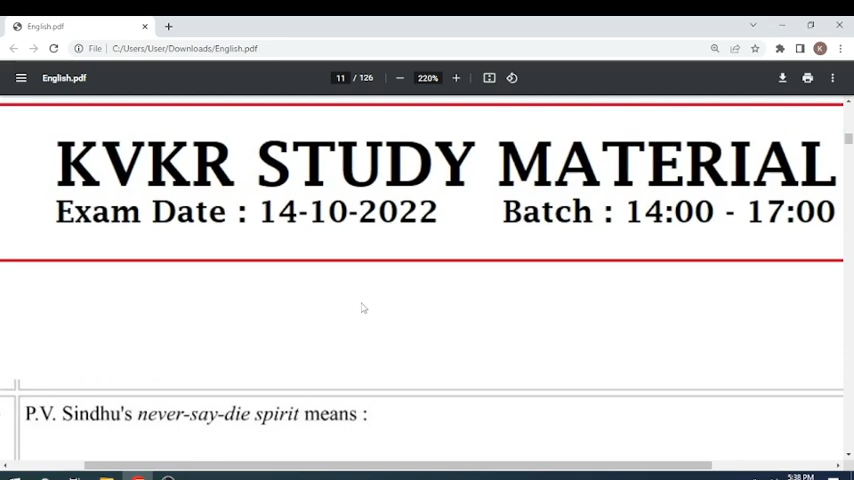 English.pdf
File C:/Users/User/Downloads/English.pdf
K
English.pdf 11 / 126 220%
KVKR STUDY MATERIAL
Exam Date : 14-10-2022 Batch : 14:00 - 17:00
P.V. Sindhu's never-say-die spirit means :
5:38 PM